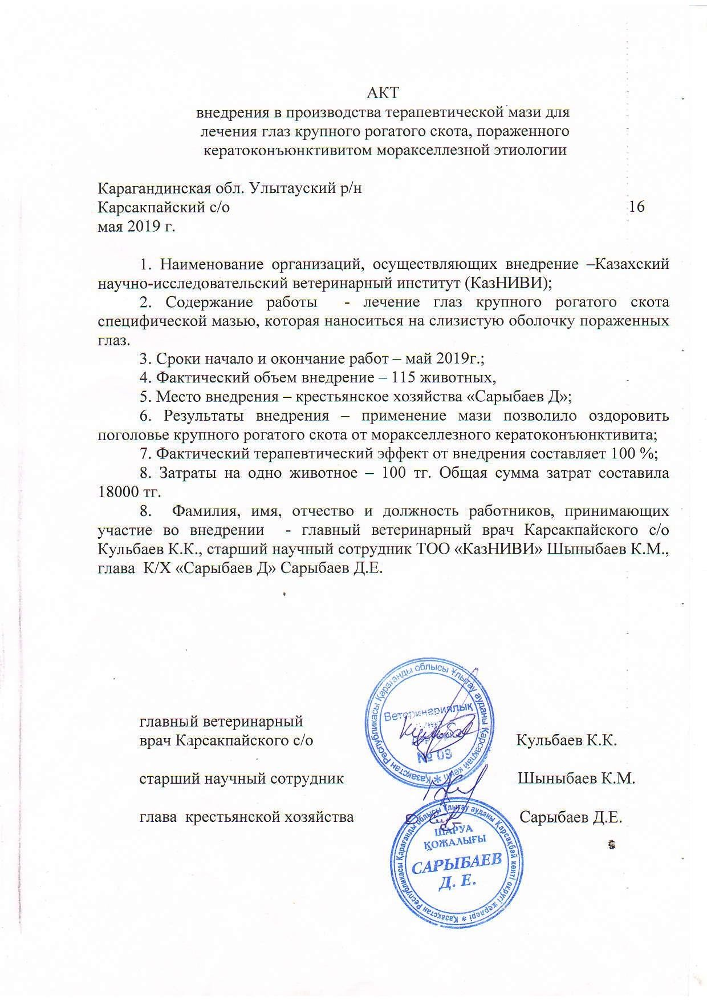 АКТ
внедрения в производства терапевтической мази для
лечения глаз крупного рогатого скота, пораженного
кератоконъюнктивитом моракселлезной этиологии
Карагандинская обл. Улытауский р/н
Карсакпайский с/о 16
мая 2019 г.
1. Наименование организаций, осуществляющих внедрение –Казахский
научно-исследовательский ветеринарный институт (КазНИВИ);
2. Содержание работы - лечение глаз крупного рогатого скота
специфической мазью, которая наноситься на слизистую оболочку пораженных
глаз.
3. Сроки начало и окончание работ – май 2019г.;
4. Фактический объем внедрение – 115 животных,
5. Место внедрения – крестьянское хозяйства «Сарыбаев Д»;
6. Результаты внедрения – применение мази позволило оздоровить
поголовье крупного рогатого скота от моракселлезного кератоконъюнктивита;
7. Фактический терапевтический эффект от внедрения составляет 100 %;
8. Затраты на одно животное – 100 тг. Общая сумма затрат составила
18000 тг.
8. Фамилия, имя, отчество и должность работников, принимающих
участие во внедрении - главный ветеринарный врач Карсакпайского с/о
Кульбаев К.К., старший научный сотрудник ТОО «КазНИВИ» Шыныбаев К.М.,
глава К/Х «Сарыбаев Д» Сарыбаев Д.Е.
Қазақстан Республикасы Қарағанды облысы Ұлытау ауданы Қарсақпай кенті
Ветеринариялық
№ 09
главный ветеринарный
врач Карсакпайского с/о Кульбаев К.К.
старший научный сотрудник Шыныбаев К.М.
глава крестьянской хозяйства Сарыбаев Д.Е.
Қазақстан Республикасы Қарағанды облысы Ұлытау ауданы Қарсақбай кенті округі жерлері
ШАРУА
ҚОЖАЛЫҒЫ
САРЫБАЕВ
Д. Е.